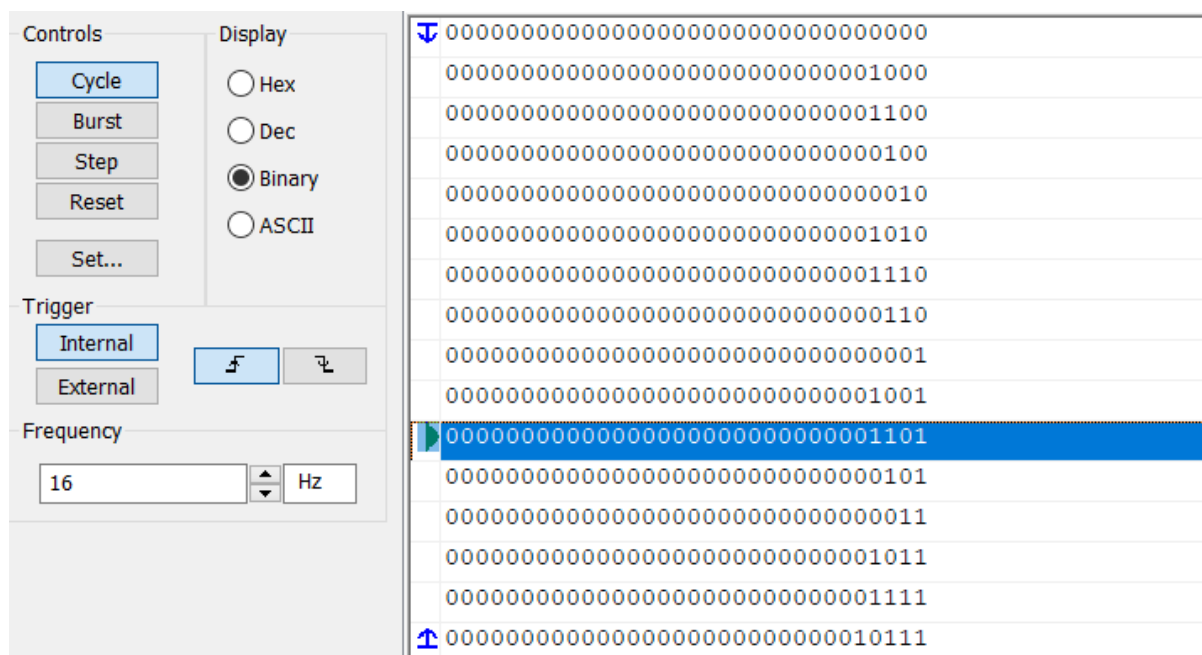 Controls
Cycle
Burst
Step
Reset
Set...
Display
Hex
Dec
Binary
ASCII
Trigger
Internal
External
Frequency
16 Hz
00000000000000000000000000000000
00000000000000000000000000001000
00000000000000000000000000001100
00000000000000000000000000000100
00000000000000000000000000000010
00000000000000000000000000001010
00000000000000000000000000001110
00000000000000000000000000000110
00000000000000000000000000000001
00000000000000000000000000001001
00000000000000000000000000001101
00000000000000000000000000000101
00000000000000000000000000000011
00000000000000000000000000001011
00000000000000000000000000001111
00000000000000000000000000010111